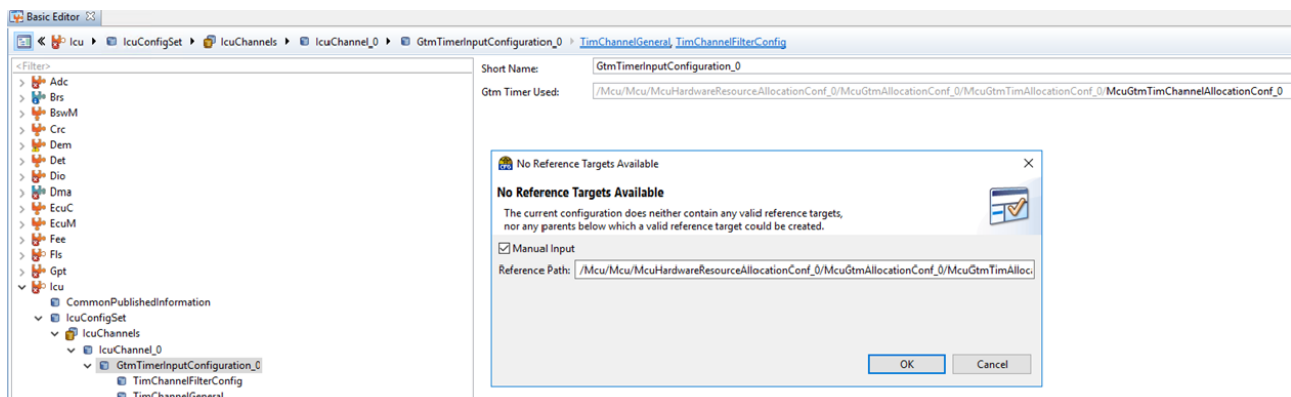 Basic Editor
Icu IcuConfigSet IcuChannels IcuChannel_0 GtmTimerInputConfiguration_0 TimChannelGeneral, TimChannelFilterConfig
<Filter>
Adc
Brs
BswM
Crc
Dem
Det
Dio
Dma
EcuC
EcuM
Fee
Fls
Gpt
Icu
CommonPublishedInformation
IcuConfigSet
IcuChannels
IcuChannel_0
GtmTimerInputConfiguration_0
TimChannelFilterConfig
TimChannelGeneral
Short Name: GtmTimerInputConfiguration_0
Gtm Timer Used: /Mcu/Mcu/McuHardwareResourceAllocationConf_0/McuGtmAllocationConf_0/McuGtmTimAllocationConf_0/McuGtmTimChannelAllocationConf_0
No Reference Targets Available
No Reference Targets Available
The current configuration does neither contain any valid reference targets,
nor any parents below which a valid reference target could be created.
Manual Input
Reference Path: /Mcu/Mcu/McuHardwareResourceAllocationConf_0/McuGtmAllocationConf_0/McuGtmTimAlloc
OK Cancel